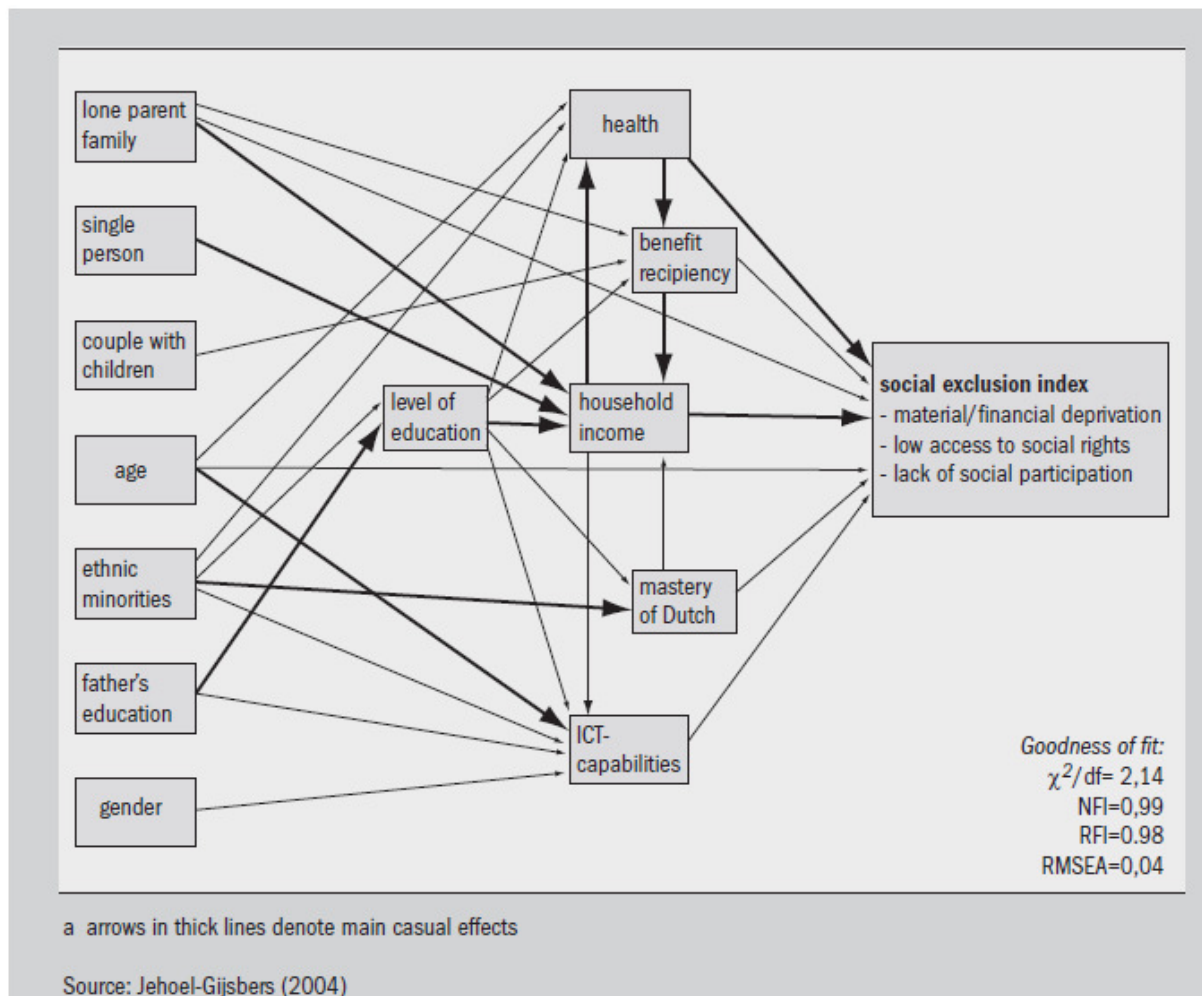 lone parent
family
single
person
couple with
children
age
ethnic
minorities
father's
education
gender
level of
education
health
benefit
recipiency
household
income
mastery
of Dutch
ICT-
capabilities
social exclusion index
- material/financial deprivation
- low access to social rights
- lack of social participation
Goodness of fit:
χ²/df= 2,14
NFI=0,99
RFI=0.98
RMSEA=0,04
a arrows in thick lines denote main casual effects
Source: Jehoel-Gijsbers (2004)